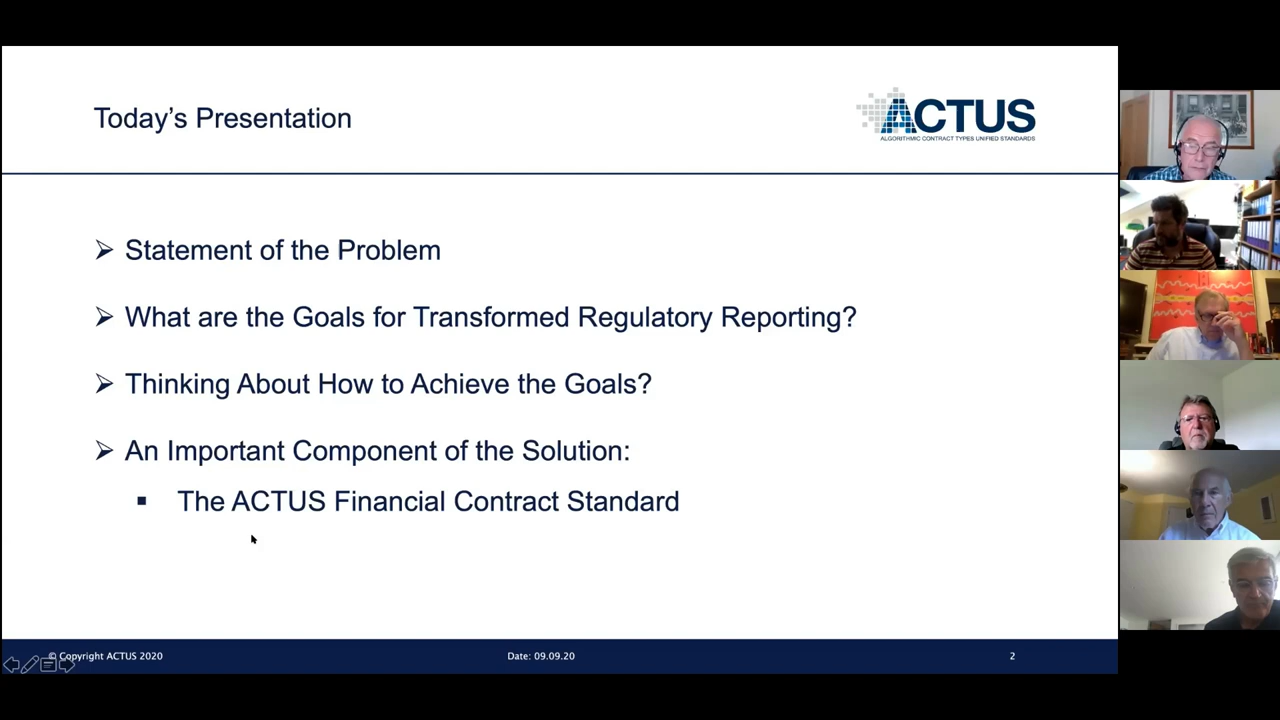 Today's Presentation
ACTUS
ALGORITHMIC CONTRACT TYPES UNIFIED STANDARDS
Statement of the Problem
What are the Goals for Transformed Regulatory Reporting?
Thinking About How to Achieve the Goals?
An Important Component of the Solution:
The ACTUS Financial Contract Standard
© Copyright ACTUS 2020
Date: 09.09.20
2